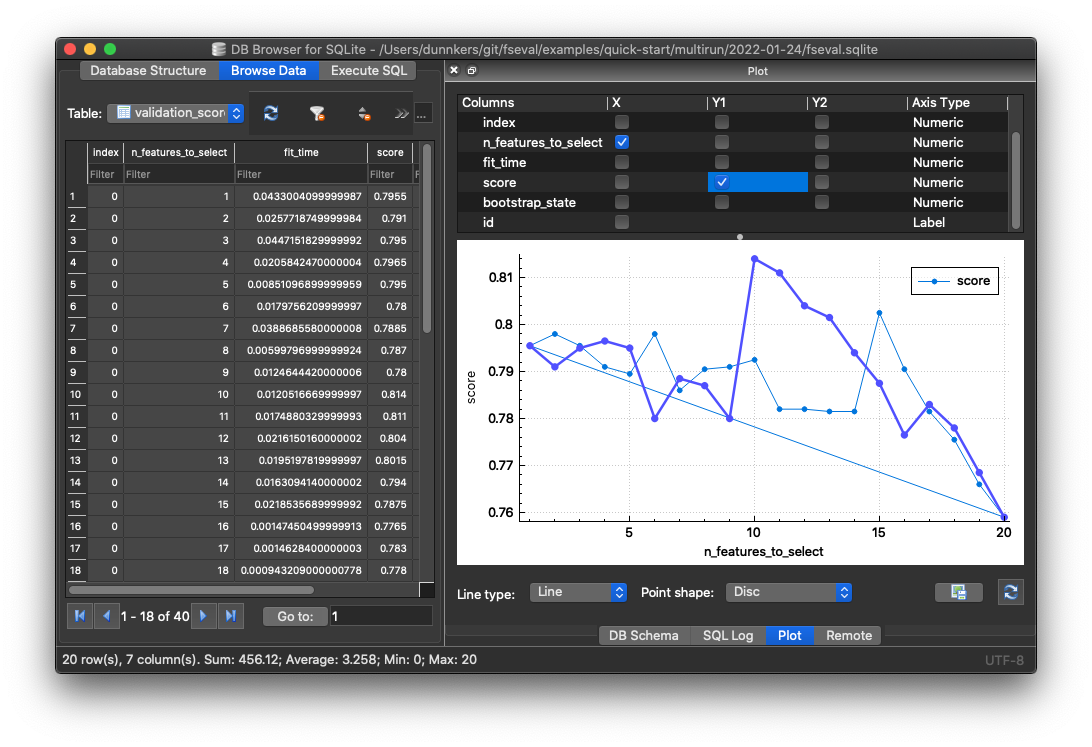 DB Browser for SQLite - /Users/dunnkers/git/fseval/examples/quick-start/multirun/2022-01-24/fseval.sqlite
Database Structure Browse Data Execute SQL
Table: validation_scor ...
index n_features_to_select fit_time score
Filter Filter Filter Filter F
1 0 1 0.0433004099999987 0.7955
2 0 2 0.0257718749999984 0.791
3 0 3 0.0447151829999992 0.795
4 0 4 0.0205842470000004 0.7965
5 0 5 0.00851096899999959 0.795
6 0 6 0.0179756209999997 0.78
7 0 7 0.0388685580000008 0.7885
8 0 8 0.00599796999999924 0.787
9 0 9 0.0124644420000006 0.78
10 0 10 0.0120516669999997 0.814
11 0 11 0.0174880329999993 0.811
12 0 12 0.0216150160000002 0.804
13 0 13 0.0195197819999997 0.8015
14 0 14 0.0163094140000002 0.794
15 0 15 0.0218535689999992 0.7875
16 0 16 0.00147450499999913 0.7765
17 0 17 0.0014628400000003 0.783
18 0 18 0.000943209000000778 0.778
1 - 18 of 40 Go to: 1
Plot
Columns X Y1 Y2 Axis Type
index Numeric
n_features_to_select Numeric
fit_time Numeric
score Numeric
bootstrap_state Numeric
id Label
score
0.81
0.8
0.79
0.78
0.77
0.76
score
5 10 15 20
n_features_to_select
Line type: Line Point shape: Disc
DB Schema SQL Log Plot Remote
20 row(s), 7 column(s). Sum: 456.12; Average: 3.258; Min: 0; Max: 20 UTF-8